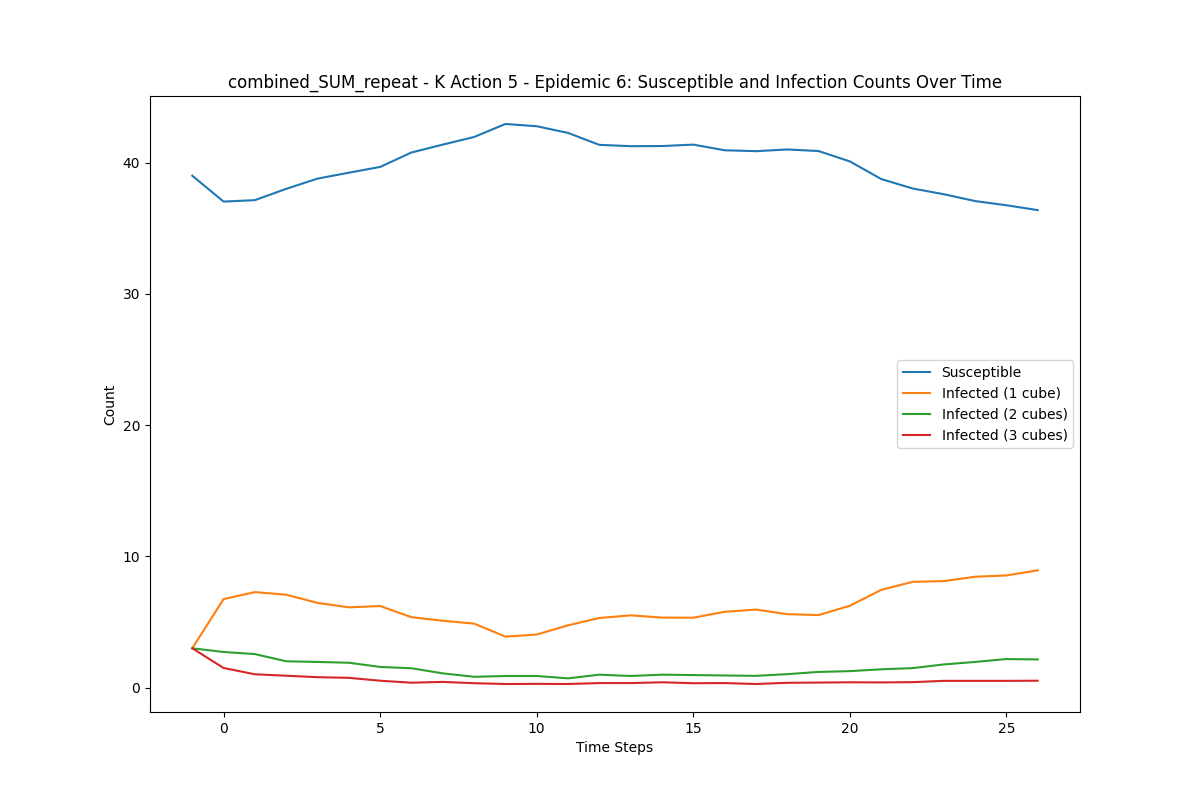 combined_SUM_repeat - K Action 5 - Epidemic 6: Susceptible and Infection Counts Over Time
40
30
20
10
0
Count
Susceptible
Infected (1 cube)
Infected (2 cubes)
Infected (3 cubes)
0 5 10 15 20 25
Time Steps